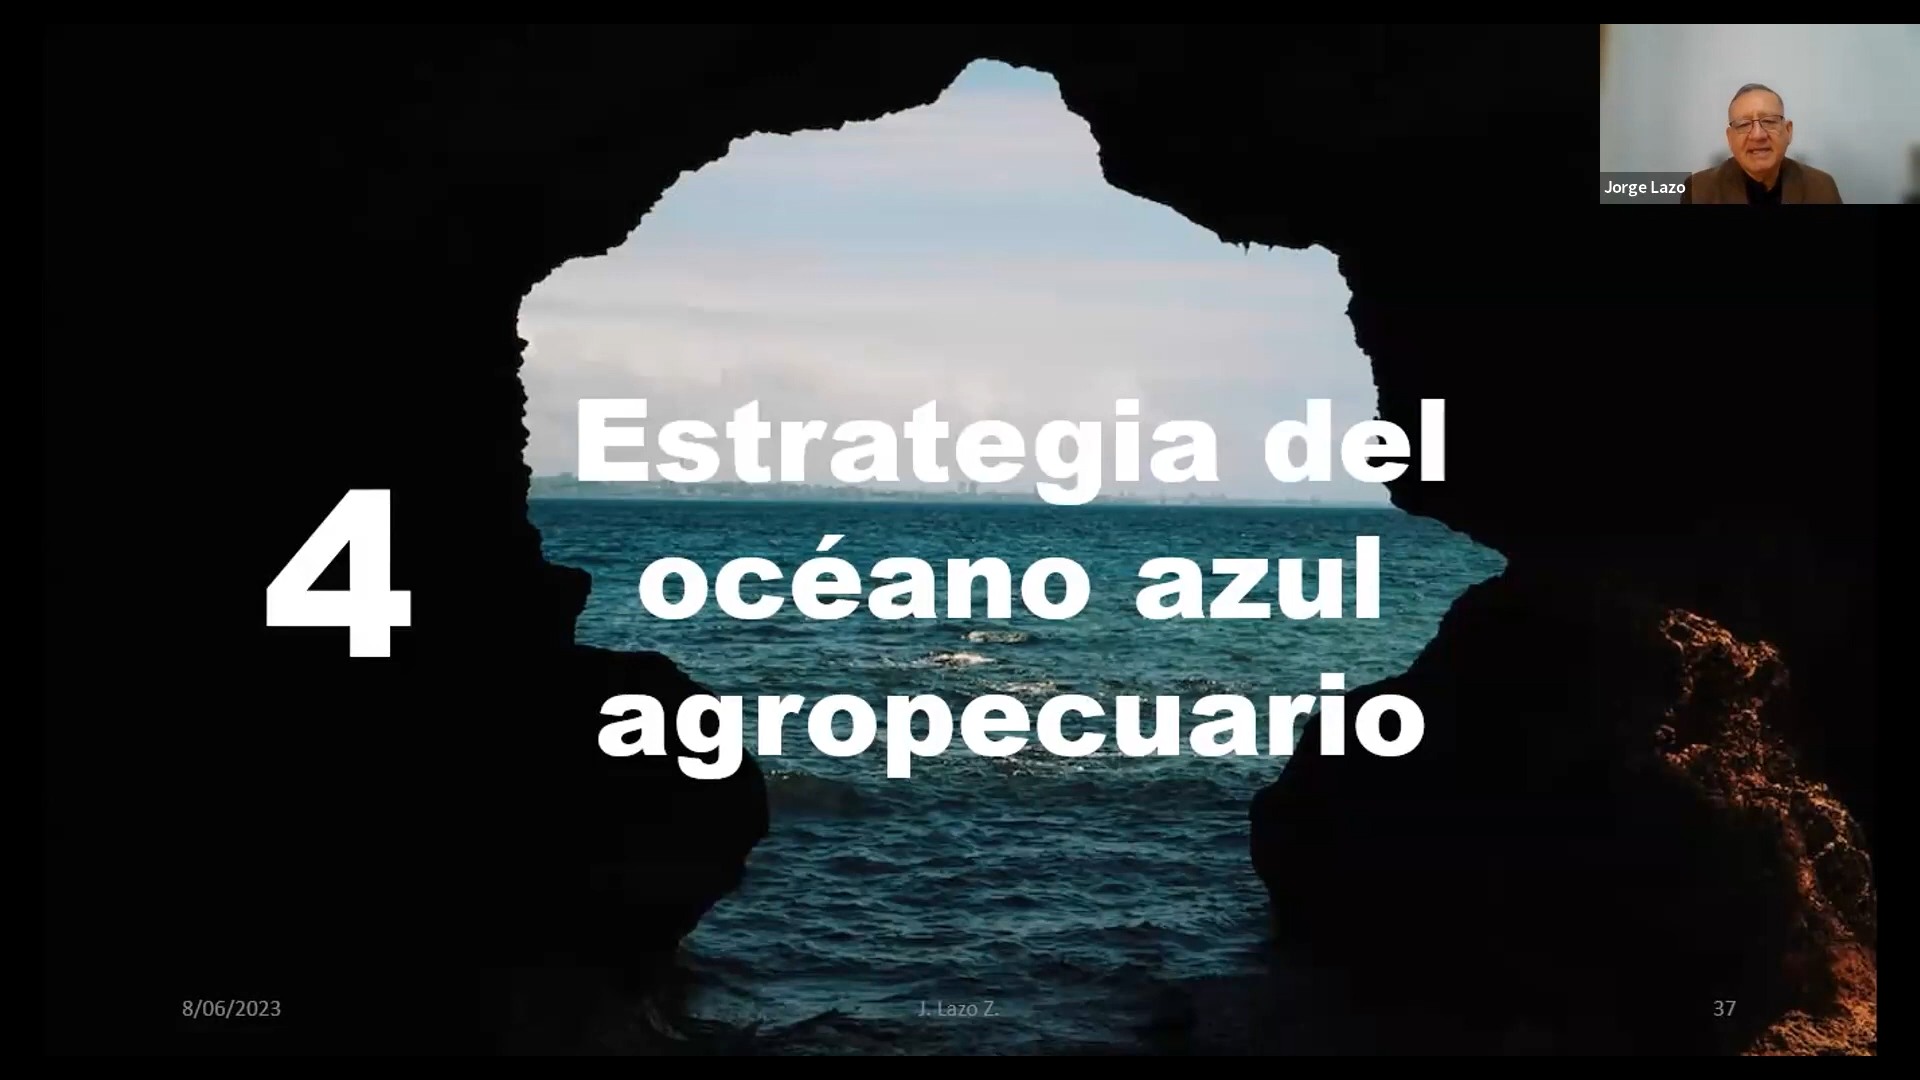 Jorge Lazo
4
Estrategia del
océano azul
agropecuario
8/06/2023
J. Lazo Z.
37